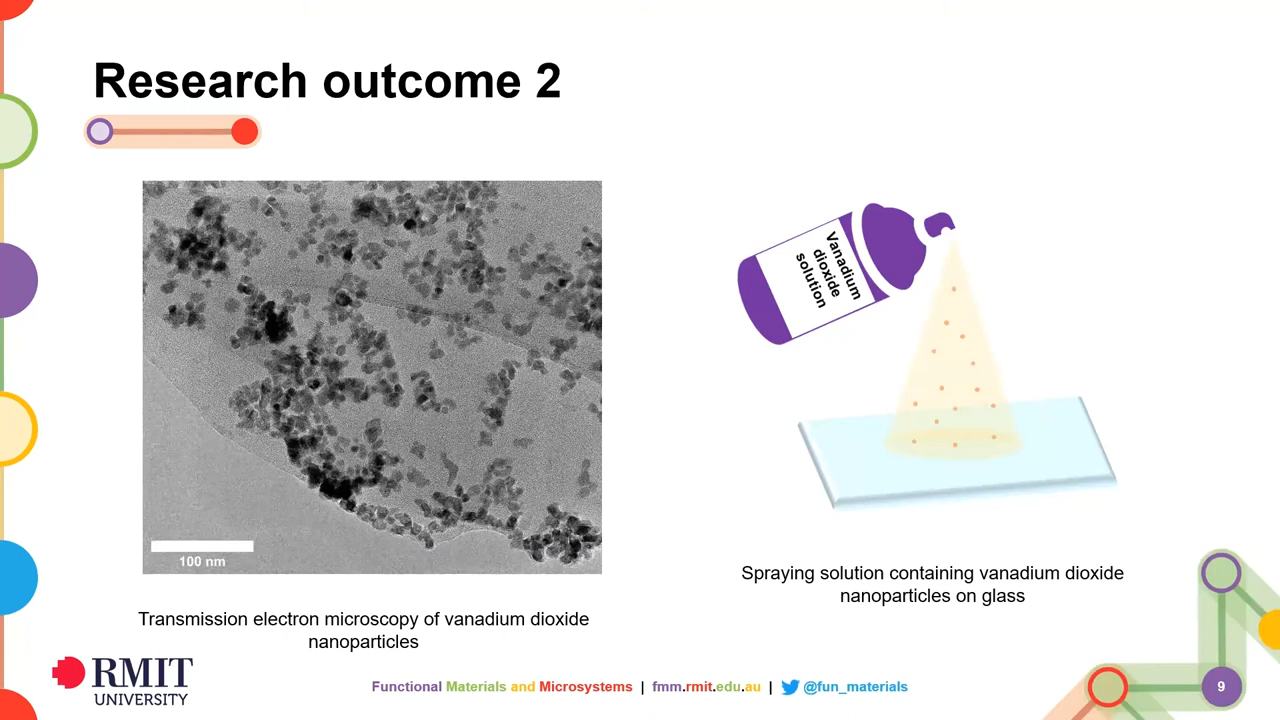 Research outcome 2
Vanadium
dioxide
solution
100 nm
Spraying solution containing vanadium dioxide
nanoparticles on glass
Transmission electron microscopy of vanadium dioxide
nanoparticles
RMIT
UNIVERSITY
Functional Materials and Microsystems | fmm.rmit.edu.au | @fun_materials
9